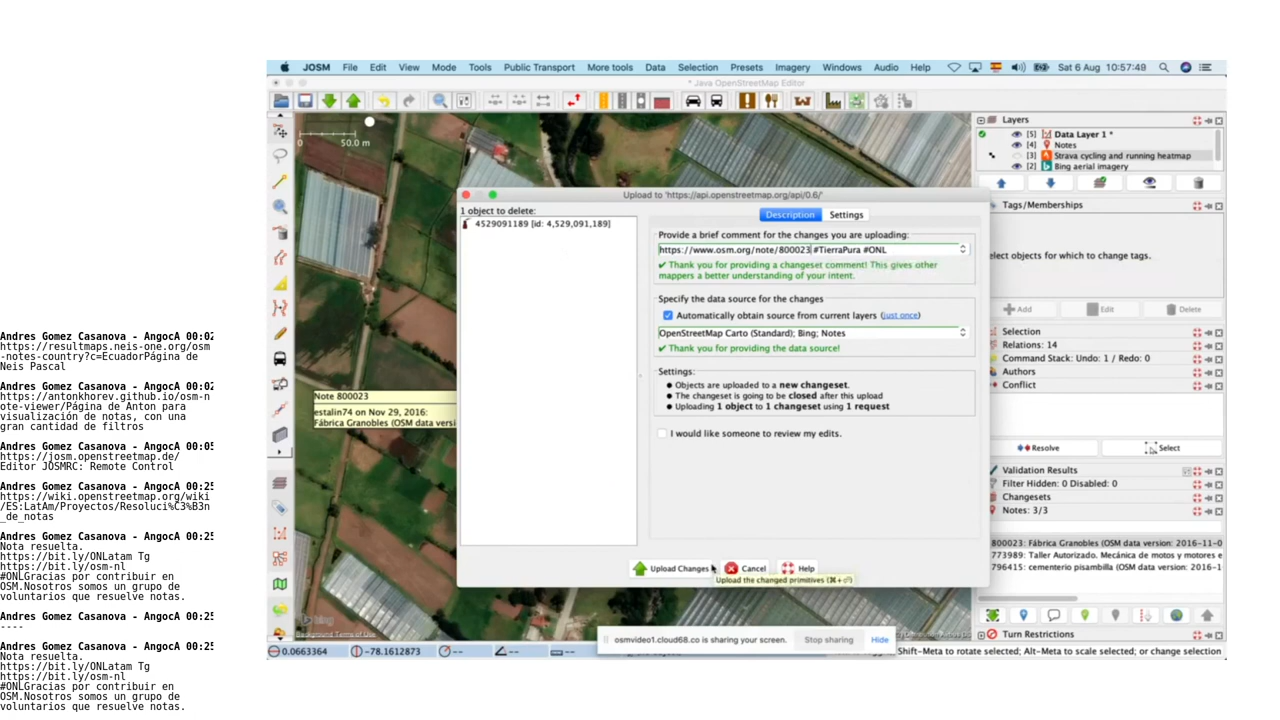 JOSM File Edit View Mode Tools Public Transport More tools Data Selection Presets Imagery Windows Audio Help Sat 6 Aug 10:57:49
* Java OpenStreetMap Editor
50.0 m
Layers
[5] Data Layer 1 *
[4] Notes
[3] Strava cycling and running heatmap
[2] Bing aerial imagery
Tags/Memberships
elect objects for which to change tags.
Add Edit Delete
Selection
Relations: 14
Command Stack: Undo: 1 / Redo: 0
Authors
Conflict
Resolve Select
Validation Results
Filter Hidden: 0 Disabled: 0
Changesets
Notes: 3/3
800023: Fábrica Granobles (OSM data version: 2016-11-0
773989: Taller Autorizado. Mecánica de motos y motores e
796415: cementerio pisambilla (OSM data version: 2016-1
Turn Restrictions
Upload to 'https://api.openstreetmap.org/api/0.6/'
1 object to delete:
4529091189 [id: 4,529,091,189]
Description Settings
Provide a brief comment for the changes you are uploading:
https://www.osm.org/note/800023 #TierraPura #ONL
✔ Thank you for providing a changeset comment! This gives other
mappers a better understanding of your intent.
Specify the data source for the changes
Automatically obtain source from current layers (just once)
OpenStreetMap Carto (Standard); Bing; Notes
✔ Thank you for providing the data source!
Settings:
● Objects are uploaded to a new changeset.
● The changeset is going to be closed after this upload
● Uploading 1 object to 1 changeset using 1 request
I would like someone to review my edits.
Upload Changes Cancel Help
Upload the changed primitives (⌘+⏎)
Note 800023
estalin74 on Nov 29, 2016:
Fábrica Granobles (OSM data versi
bing
Background Terms of Use
osmvideo1.cloud68.co is sharing your screen. Stop sharing Hide
0.0663364 -78.1612873 -- -- --
Shift-Meta to rotate selected; Alt-Meta to scale selected; or change selection
Andres Gomez Casanova - AngocA 00:02
https://resultmaps.neis-one.org/osm
-notes-country?c=EcuadorPágina de
Neis Pascal
Andres Gomez Casanova - AngocA 00:02
https://antonkhorev.github.io/osm-n
ote-viewer/Página de Anton para
visualización de notas, con una
gran cantidad de filtros
Andres Gomez Casanova - AngocA 00:05
https://josm.openstreetmap.de/
Editor JOSMRC: Remote Control
Andres Gomez Casanova - AngocA 00:25
https://wiki.openstreetmap.org/wiki
/ES:LatAm/Proyectos/Resoluci%C3%B3n
_de_notas
Andres Gomez Casanova - AngocA 00:25
Nota resuelta.
https://bit.ly/ONLatam Tg
https://bit.ly/osm-nl
#ONLGracias por contribuir en
OSM.Nosotros somos un grupo de
voluntarios que resuelve notas.
Andres Gomez Casanova - AngocA 00:25
----
Andres Gomez Casanova - AngocA 00:25
Nota resuelta.
https://bit.ly/ONLatam Tg
https://bit.ly/osm-nl
#ONLGracias por contribuir en
OSM.Nosotros somos un grupo de
voluntarios que resuelve notas.